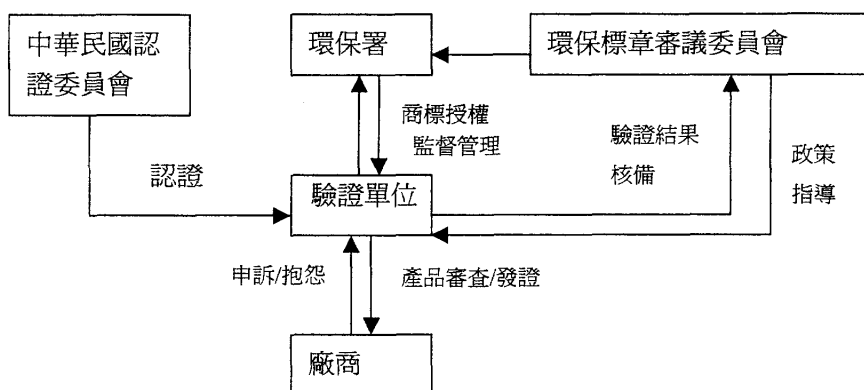 中華民國認
證委員會
環保署
環保標章審議委員會
商標授權
監督管理
驗證結果
核備
政策
指導
認證
驗證單位
申訴/抱怨
產品審查/發證
廠商